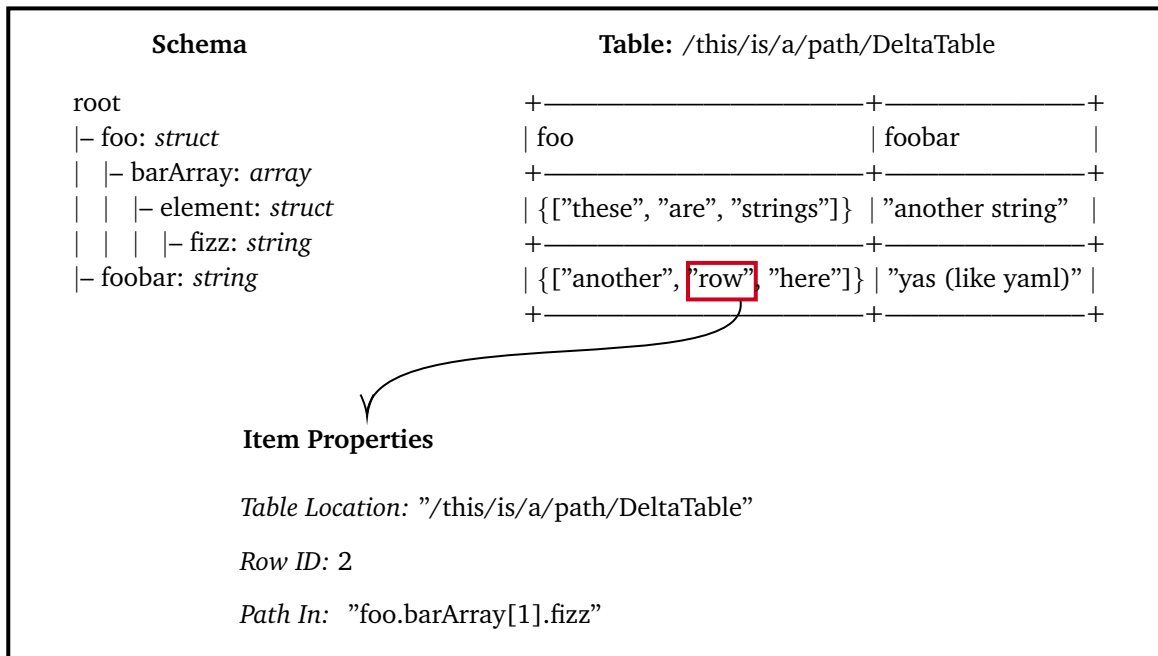 Schema
root
|– foo: struct
| |– barArray: array
| | |– element: struct
| | | |– fizz: string
|– foobar: string
Table: /this/is/a/path/DeltaTable
+————————————+———————–+
| foo | foobar |
+————————————+———————–+
| {["these”, "are”, "strings”]} | "another string” |
+————————————+———————–+
| {["another”, "row”, "here”]} | "yas (like yaml)” |
+————————————+———————–+
Item Properties
Table Location: ”/this/is/a/path/DeltaTable”
Row ID: 2
Path In: ”foo.barArray[1].fizz”